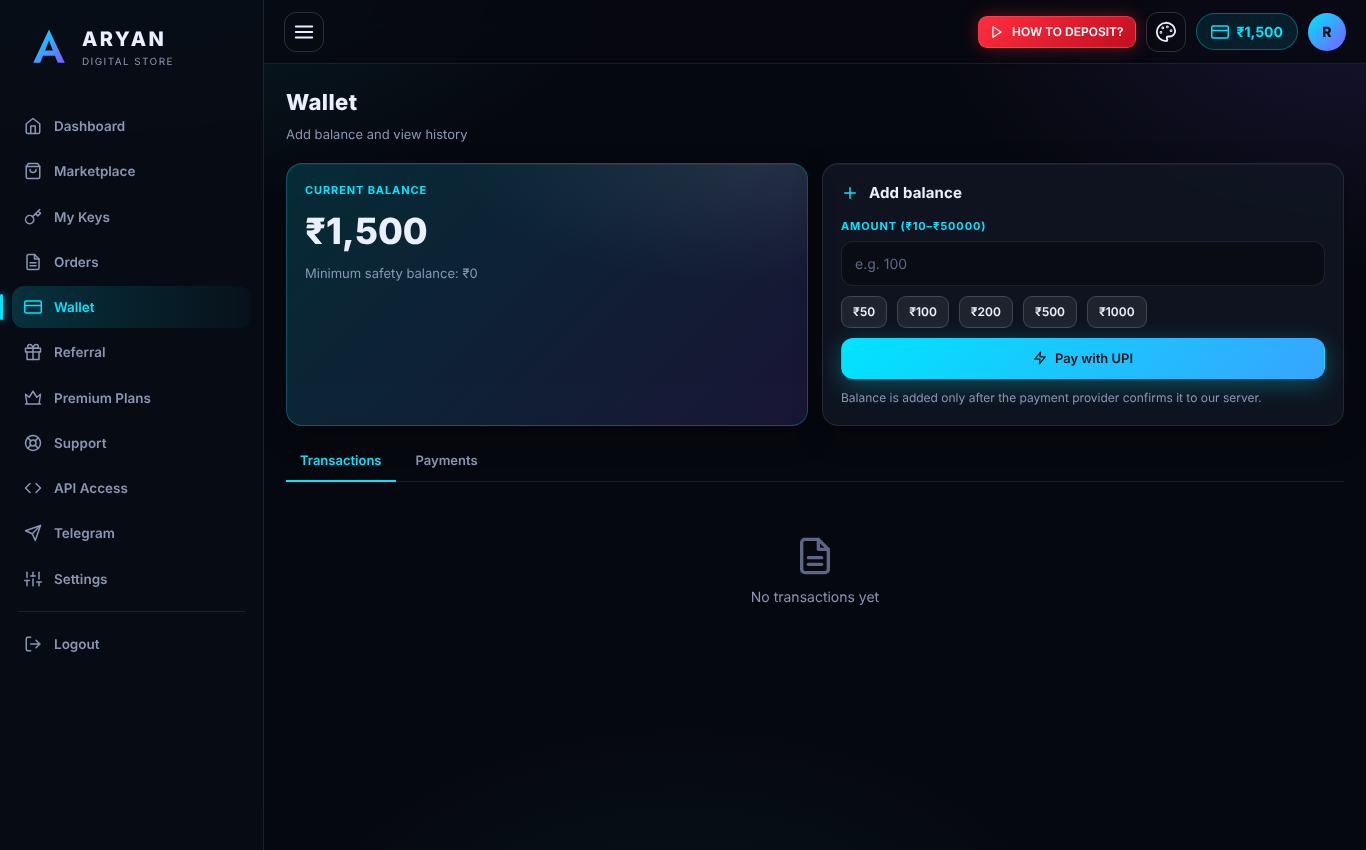 ARYAN
DIGITAL STORE
Dashboard
Marketplace
My Keys
Orders
Wallet
Referral
Premium Plans
Support
API Access
Telegram
Settings
Logout
HOW TO DEPOSIT?
₹1,500
R
Wallet
Add balance and view history
CURRENT BALANCE
₹1,500
Minimum safety balance: ₹0
Add balance
AMOUNT (₹10–₹50000)
e.g. 100
₹50
₹100
₹200
₹500
₹1000
Pay with UPI
Balance is added only after the payment provider confirms it to our server.
Transactions
Payments
No transactions yet